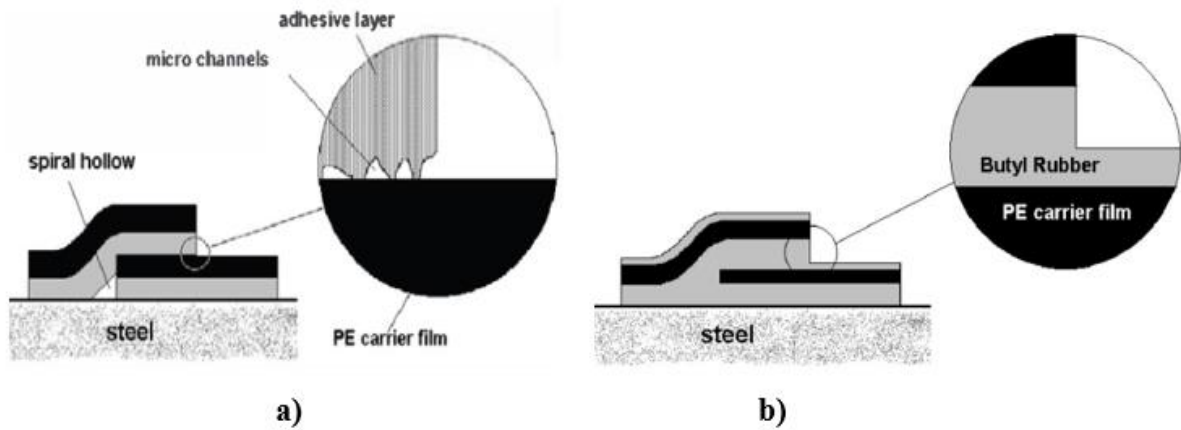 adhesive layer
micro channels
spiral hollow
steel
PE carrier film
a)
Butyl Rubber
PE carrier film
steel
b)